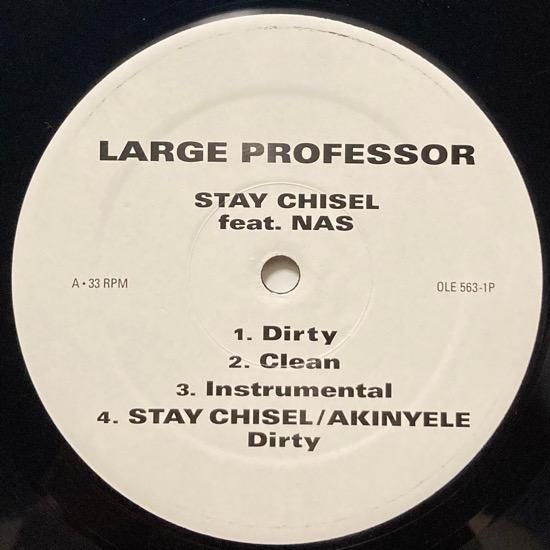 LARGE PROFESSOR
STAY CHISEL
feat. NAS
A • 33 RPM
OLE 563-1P
1. Dirty
2. Clean
3. Instrumental
4. STAY CHISEL/AKINYELE
Dirty